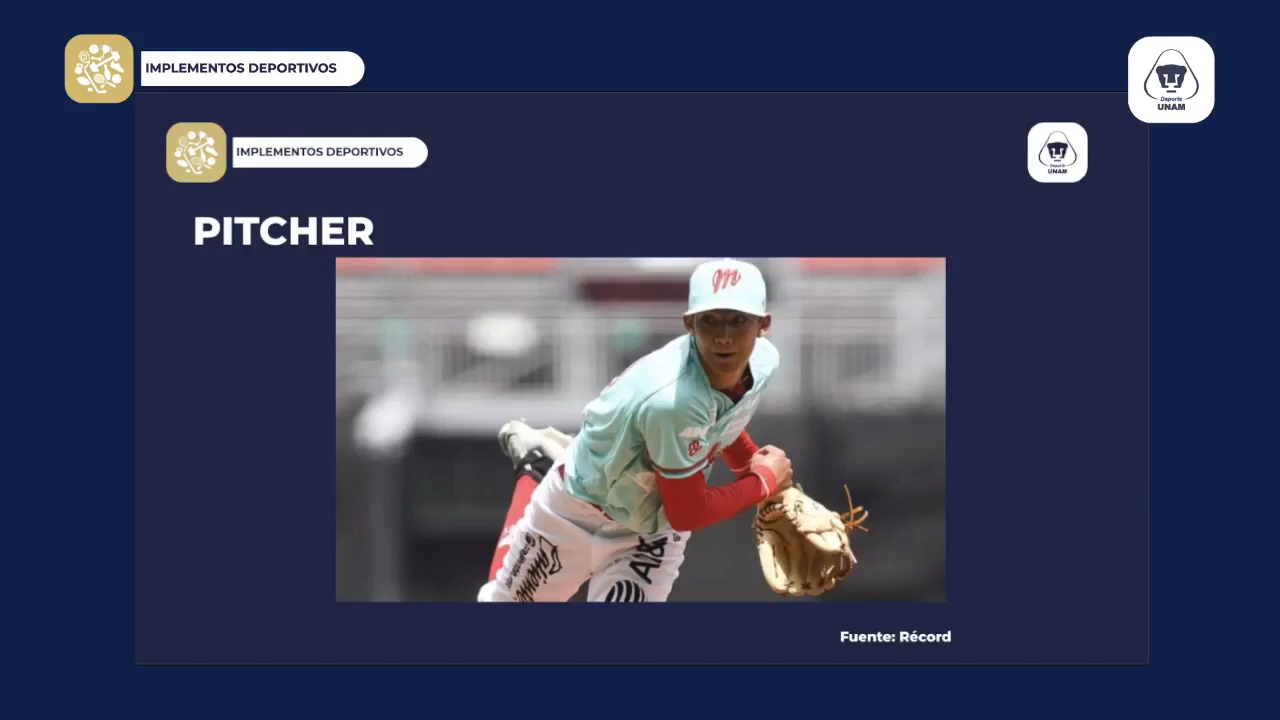 IMPLEMENTOS DEPORTIVOS
Deporte
UNAM
IMPLEMENTOS DEPORTIVOS
Deporte
UNAM
PITCHER
M
Fuente: Récord